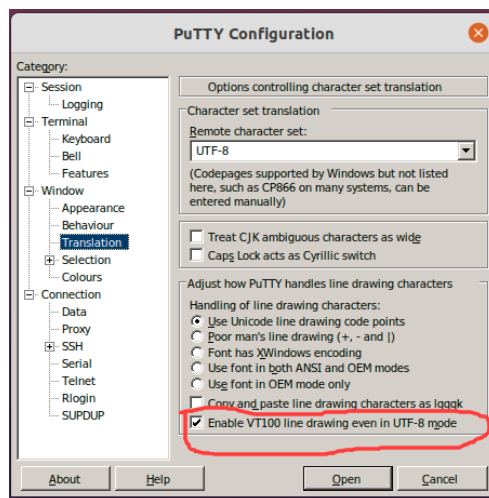 PuTTY Configuration
Category:
Session
Logging
Terminal
Keyboard
Bell
Features
Window
Appearance
Behaviour
Translation
Selection
Colours
Connection
Data
Proxy
SSH
Serial
Telnet
Rlogin
SUPDUP
Options controlling character set translation
Character set translation
Remote character set:
UTF-8
(Codepages supported by Windows but not listed
here, such as CP866 on many systems, can be
entered manually)
Treat CJK ambiguous characters as wide
Caps Lock acts as Cyrillic switch
Adjust how PuTTY handles line drawing characters
Handling of line drawing characters:
Use Unicode line drawing code points
Poor man's line drawing (+, - and |)
Font has XWindows encoding
Use font in both ANSI and OEM modes
Use font in OEM mode only
Copy and paste line drawing characters as lqqqk
Enable VT100 line drawing even in UTF-8 mode
About
Help
Open
Cancel